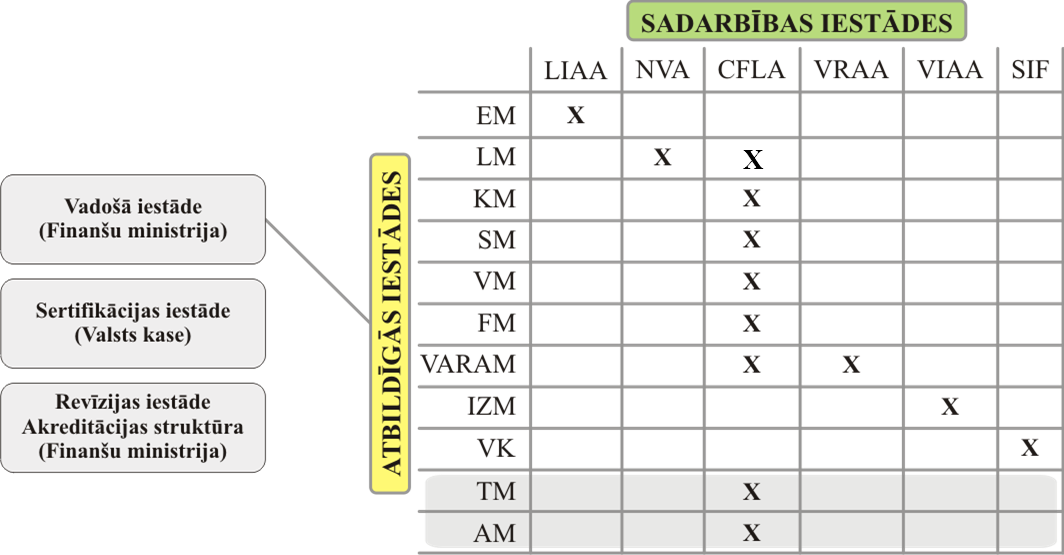 SADARBĪBAS IESTĀDES
LIAA NVA CFLA VRAA VIAA SIF
EM X
LM X X
KM X
SM X
VM X
FM X
VARAM X X
IZM X
VK X
TM X
AM X
ATBILDĪGĀS IESTĀDES
Vadošā iestāde
(Finanšu ministrija)
Sertifikācijas iestāde
(Valsts kase)
Revīzijas iestāde
Akreditācijas struktūra
(Finanšu ministrija)